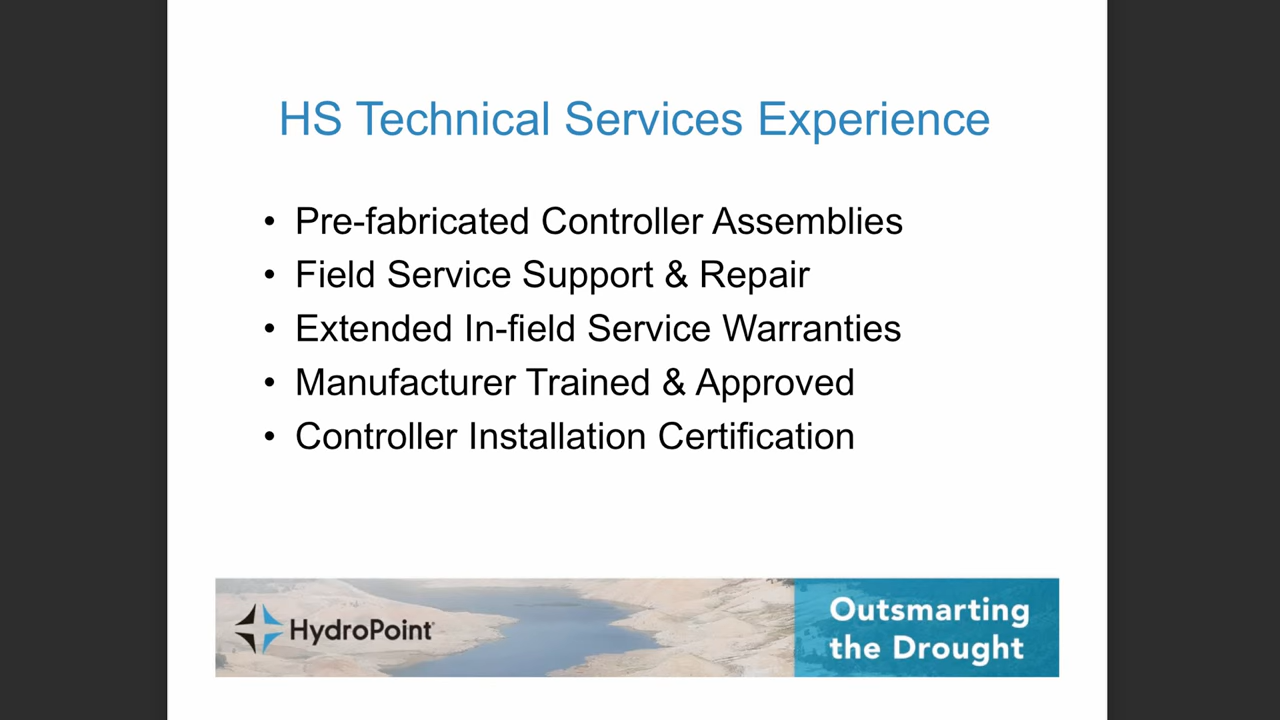 HS Technical Services Experience
• Pre-fabricated Controller Assemblies
• Field Service Support & Repair
• Extended In-field Service Warranties
• Manufacturer Trained & Approved
• Controller Installation Certification
HydroPoint
Outsmarting
the Drought